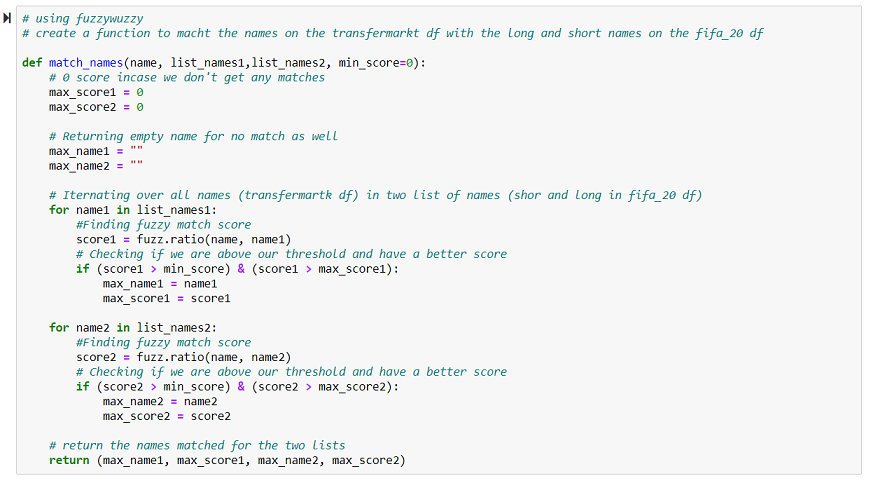 # using fuzzywuzzy
# create a function to macht the names on the transfermarkt df with the long and short names on the fifa_20 df
def match_names(name, list_names1,list_names2, min_score=0):
# 0 score incase we don't get any matches
max_score1 = 0
max_score2 = 0
# Returning empty name for no match as well
max_name1 = ""
max_name2 = ""
# Iternating over all names (transfermartk df) in two list of names (shor and long in fifa_20 df)
for name1 in list_names1:
#Finding fuzzy match score
score1 = fuzz.ratio(name, name1)
# Checking if we are above our threshold and have a better score
if (score1 > min_score) & (score1 > max_score1):
max_name1 = name1
max_score1 = score1
for name2 in list_names2:
#Finding fuzzy match score
score2 = fuzz.ratio(name, name2)
# Checking if we are above our threshold and have a better score
if (score2 > min_score) & (score2 > max_score2):
max_name2 = name2
max_score2 = score2
# return the names matched for the two lists
return (max_name1, max_score1, max_name2, max_score2)